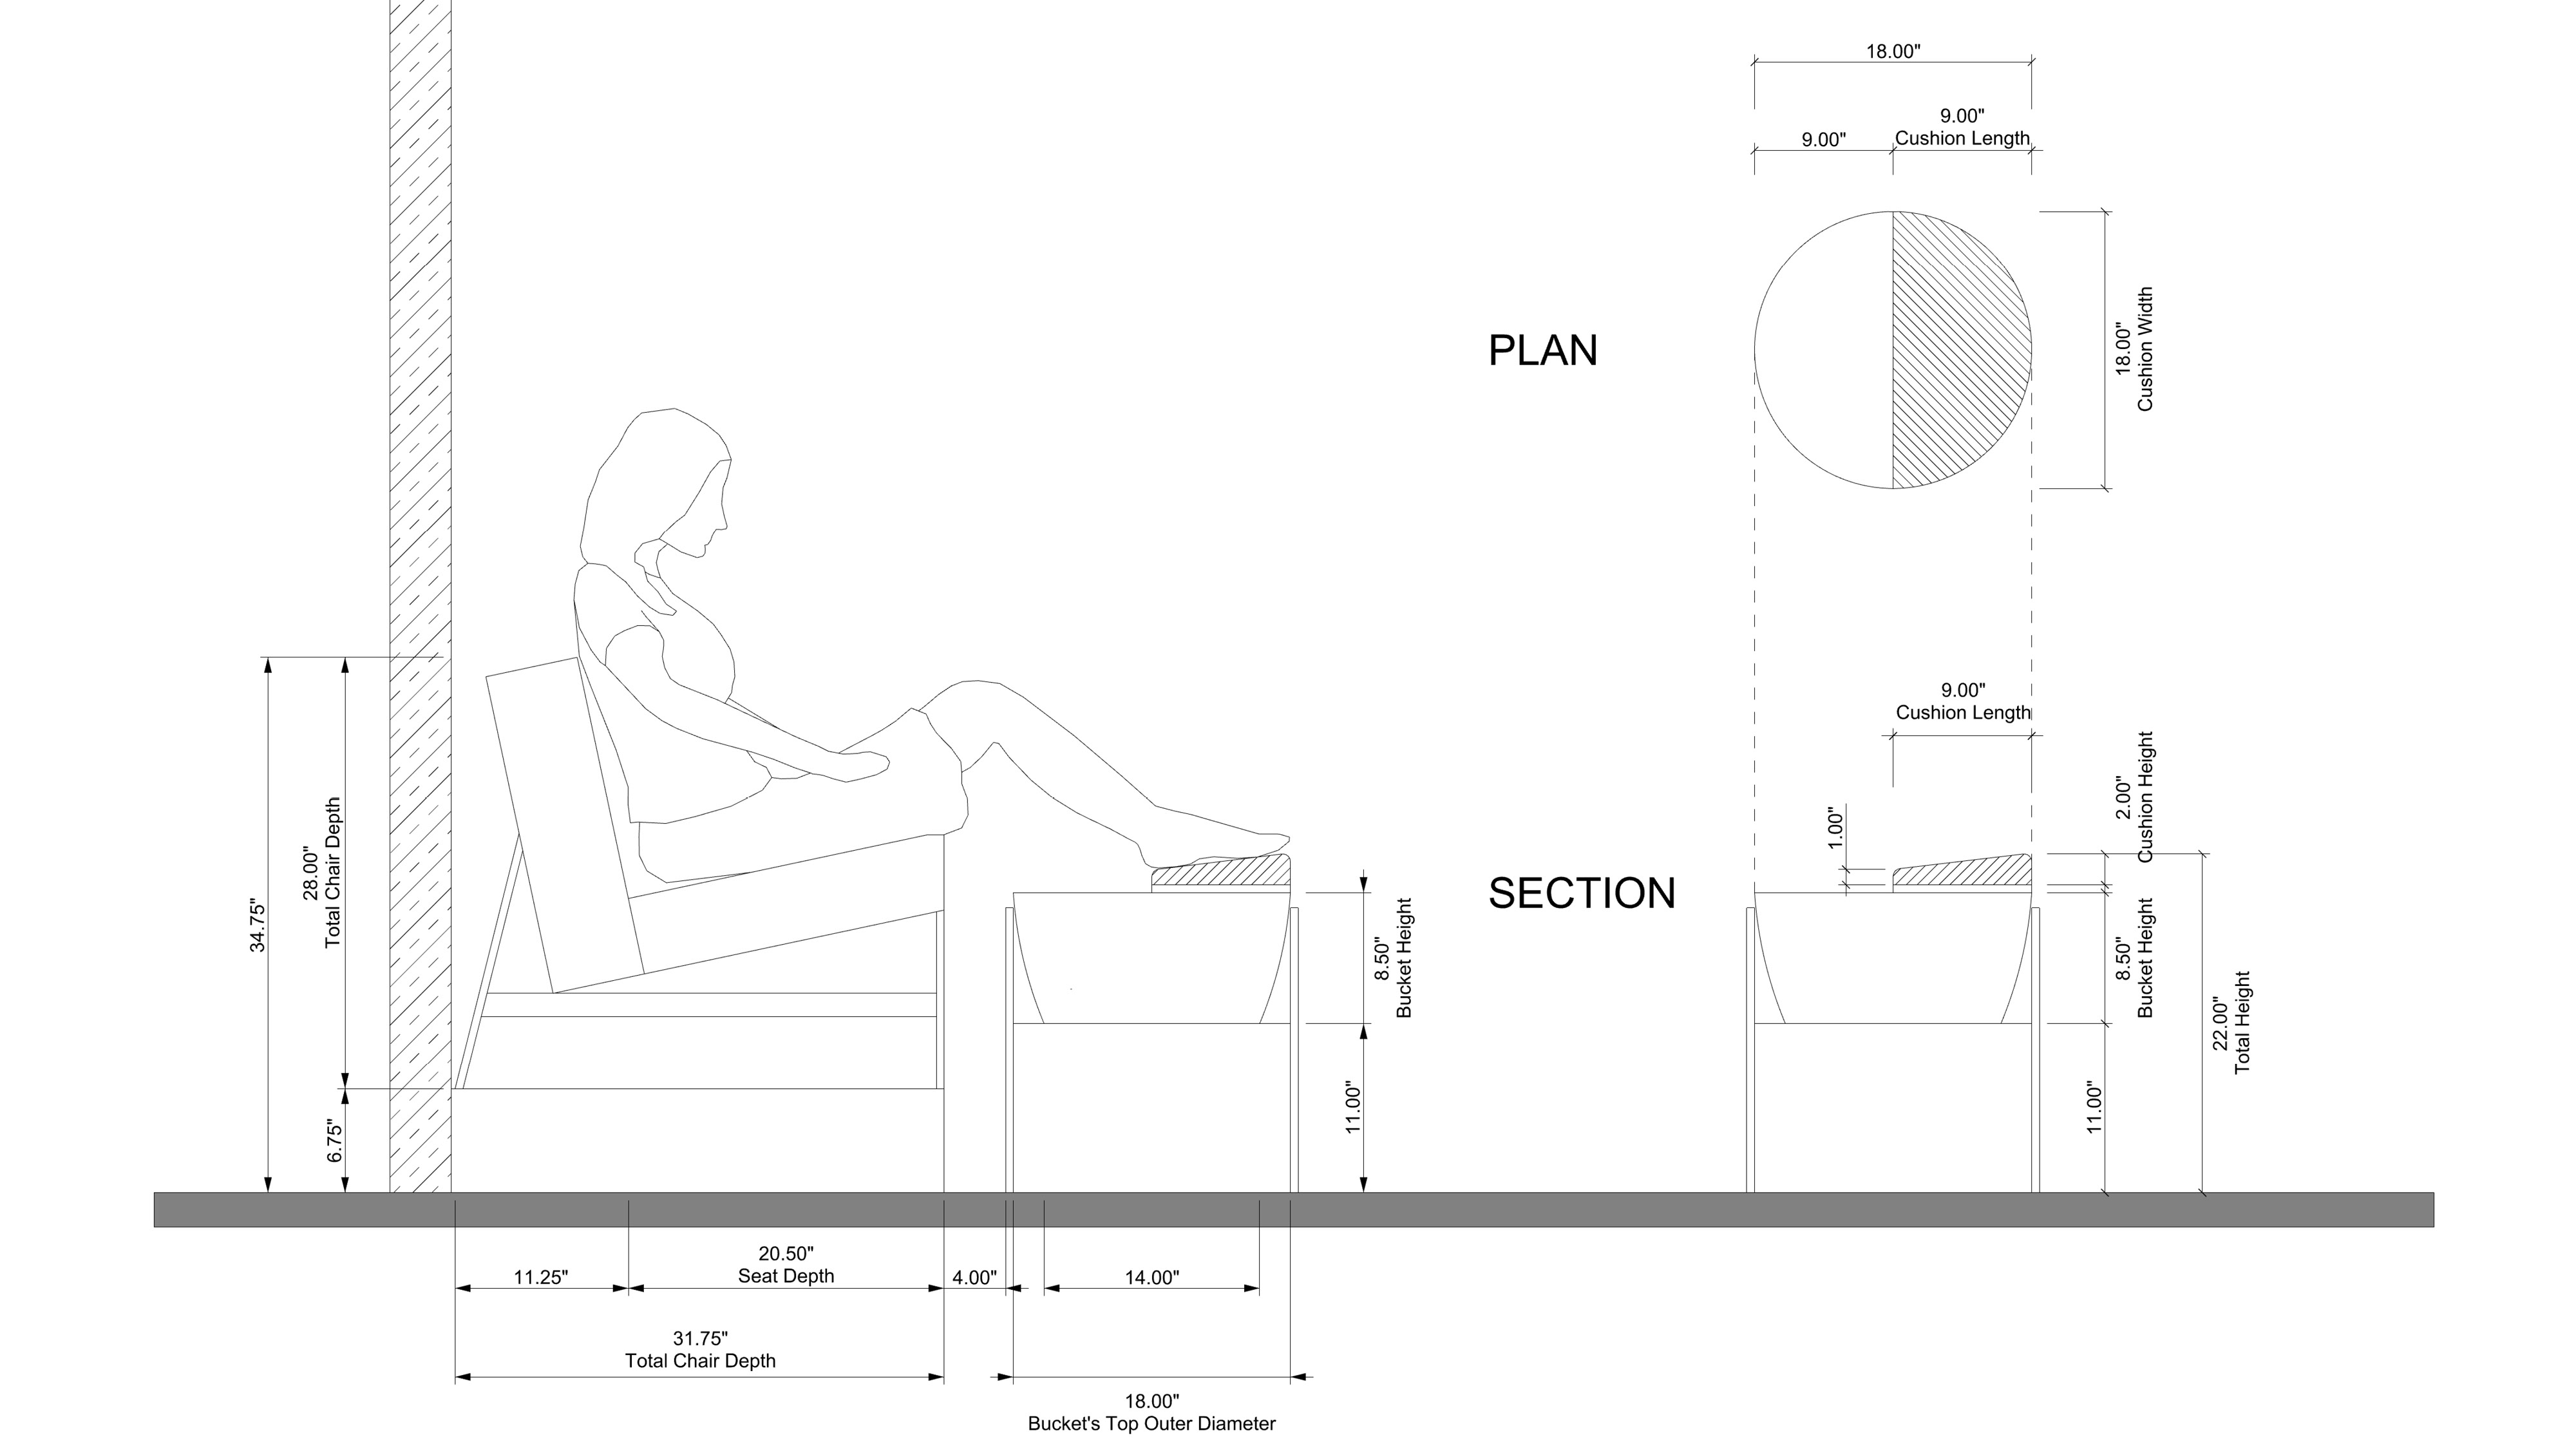 18.00"
9.00"
9.00"
Cushion Length
PLAN
18.00"
Cushion Width
9.00"
Cushion Length
1.00"
2.00"
Cushion Height
34.75"
28.00"
Total Chair Depth
6.75"
8.50"
Bucket Height
11.00"
SECTION
8.50"
Bucket Height
11.00"
22.00"
Total Height
11.25"
20.50"
Seat Depth
4.00"
14.00"
31.75"
Total Chair Depth
18.00"
Bucket's Top Outer Diameter